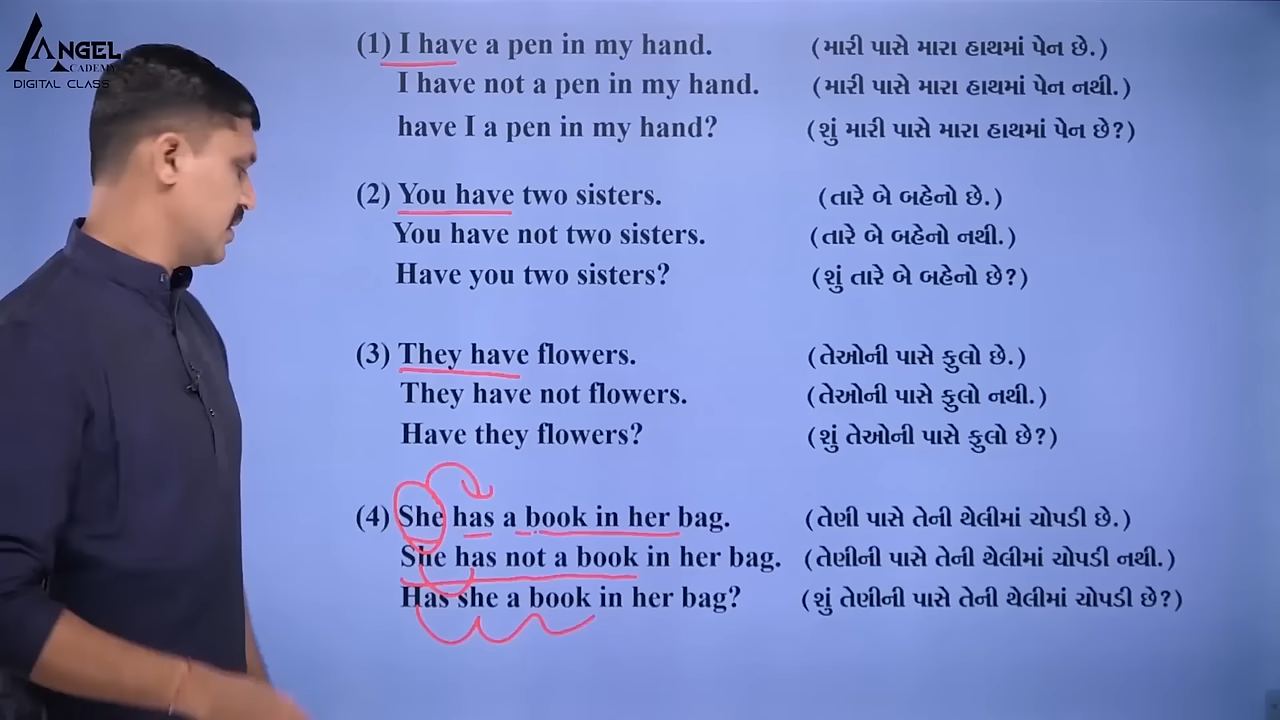 ANGEL
ACADEMY
DIGITAL CLASS
(1) I have a pen in my hand. (મારી પાસે મારા હાથમાં પેન છે.)
I have not a pen in my hand. (મારી પાસે મારા હાથમાં પેન નથી.)
have I a pen in my hand? (શું મારી પાસે મારા હાથમાં પેન છે?)
(2) You have two sisters. (તારે બે બહેનો છે.)
You have not two sisters. (તારે બે બહેનો નથી.)
Have you two sisters? (શું તારે બે બહેનો છે?)
(3) They have flowers. (તેઓની પાસે ફુલો છે.)
They have not flowers. (તેઓની પાસે ફુલો નથી.)
Have they flowers? (શું તેઓની પાસે ફુલો છે?)
(4) She has a book in her bag. (તેણી પાસે તેની થેલીમાં ચોપડી છે.)
She has not a book in her bag. (તેણીની પાસે તેની થેલીમાં ચોપડી નથી.)
Has she a book in her bag? (શું તેણીની પાસે તેની થેલીમાં ચોપડી છે?)